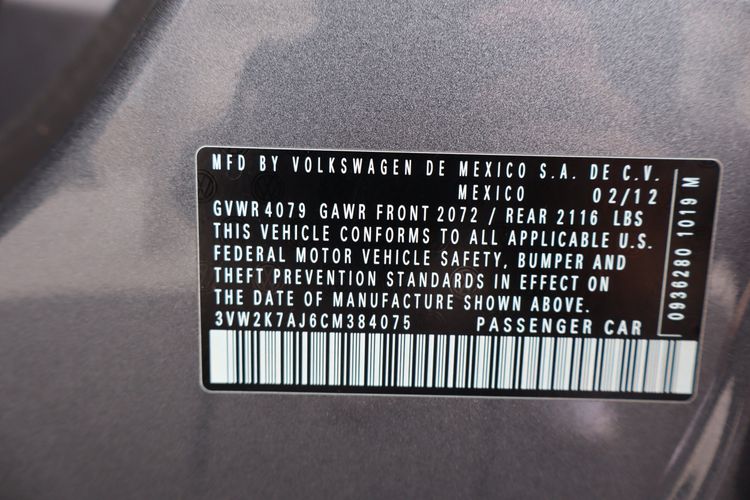 MFD BY VOLKSWAGEN DE MEXICO S.A. DE C.V.
MEXICO 02/12
GVWR 4079 GAWR FRONT 2072 / REAR 2116 LBS
THIS VEHICLE CONFORMS TO ALL APPLICABLE U.S.
FEDERAL MOTOR VEHICLE SAFETY, BUMPER AND
THEFT PREVENTION STANDARDS IN EFFECT ON
THE DATE OF MANUFACTURE SHOWN ABOVE.
3VW2K7AJ6CM384075 PASSENGER CAR
0936280 1019 M